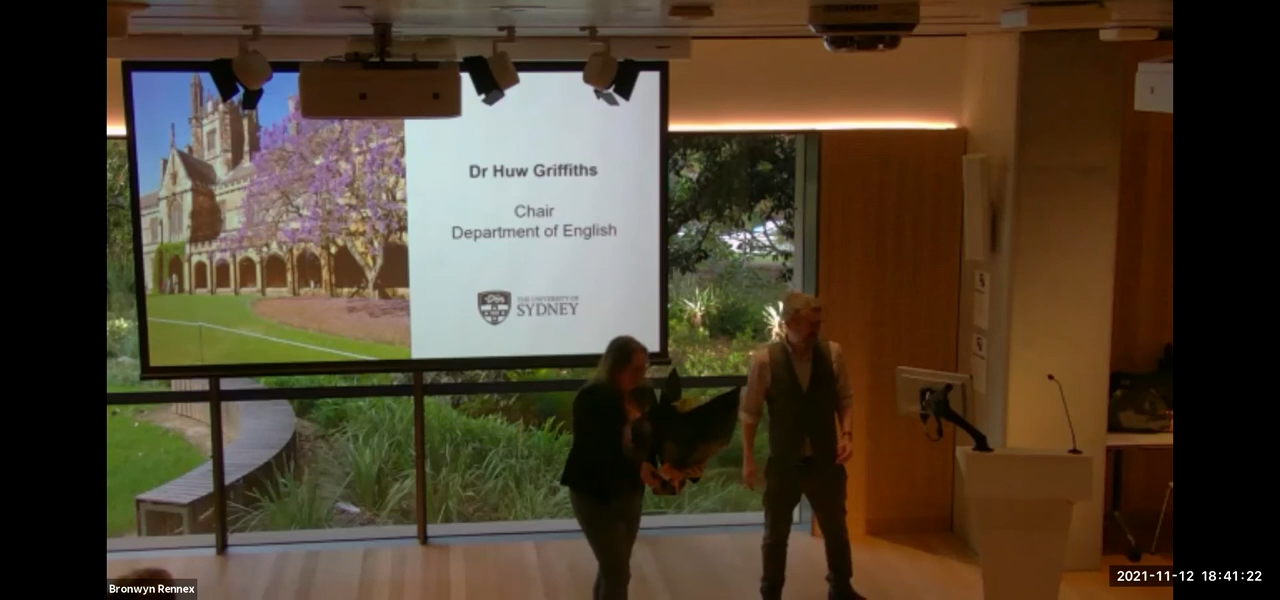 Dr Huw Griffiths
Chair
Department of English
THE UNIVERSITY OF
SYDNEY
Bronwyn Rennex
2021-11-12 18:41:22